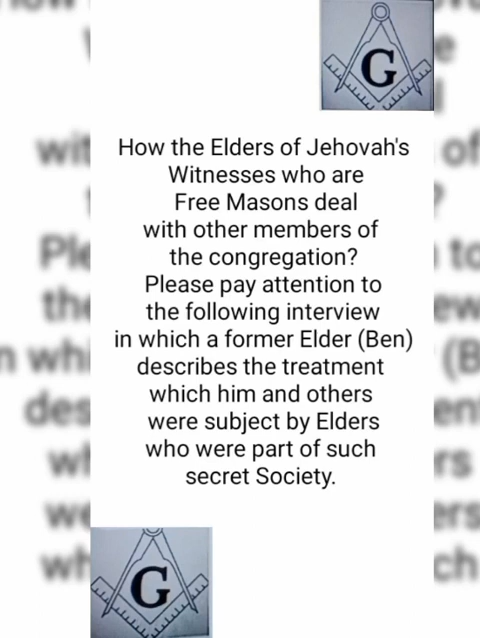 G
How the Elders of Jehovah's
Witnesses who are
Free Masons deal
with other members of
the congregation?
Please pay attention to
the following interview
in which a former Elder (Ben)
describes the treatment
which him and others
were subject by Elders
who were part of such
secret Society.
G